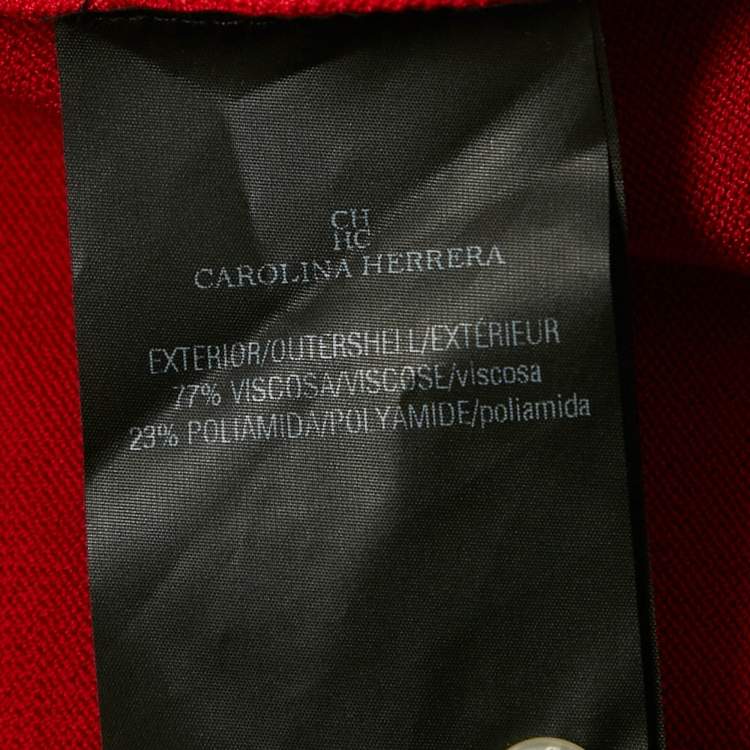 CH
HC
CAROLINA HERRERA
EXTERIOR/OUTERSHELL/EXTÉRIEUR
77% VISCOSA/VISCOSE/viscosa
23% POLIAMIDA/POLYAMIDE/poliamida